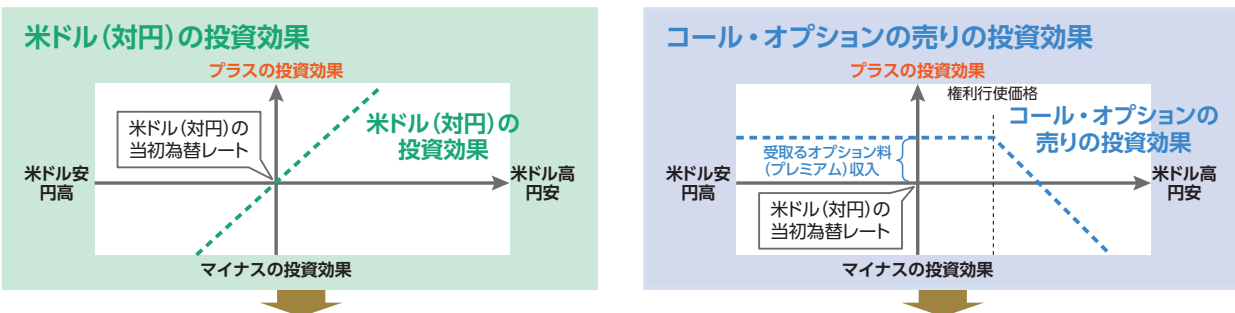 米ドル(対円)の投資効果
プラスの投資効果
米ドル(対円)の
当初為替レート
米ドル(対円)の
投資効果
米ドル安
円高
米ドル高
円安
マイナスの投資効果
コール・オプションの売りの投資効果
プラスの投資効果
権利行使価格
コール・オプションの
売りの投資効果
受取るオプション料
(プレミアム)収入
米ドル安
円高
米ドル高
円安
米ドル(対円)の
当初為替レート
マイナスの投資効果